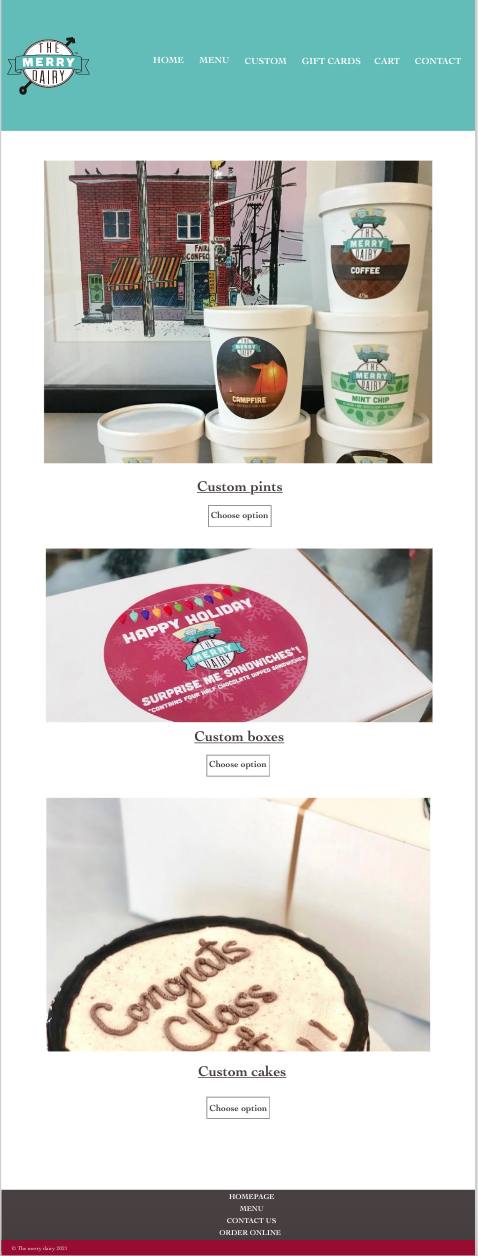 THE
MERRY
DAIRY
HOME MENU CUSTOM GIFT CARDS CART CONTACT
FAIR
CONFEC
THE
MERRY
DAIRY
COFFEE
THE
MERRY
DAIRY
CAMPFIRE
THE
MERRY
DAIRY
MINT CHIP
Custom pints
Choose option
HAPPY HOLIDAY
THE
MERRY
DAIRY
SURPRISE ME SANDWICHES*!
*CONTAINS FOUR HALF CHOCOLATE DIPPED SANDWICHES
Custom boxes
Choose option
Congrats
Class
Custom cakes
Choose option
HOMEPAGE
MENU
CONTACT US
ORDER ONLINE
© The merry dairy 2021